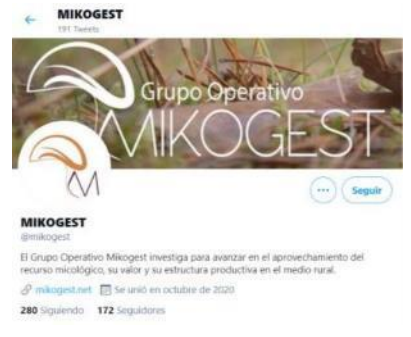 MIKOGEST
191 Tweets
Grupo Operativo
MIKOGEST
M
Seguir
MIKOGEST
@mikogest
El Grupo Operativo Mikogest investiga para avanzar en el aprovechamiento del
recurso micológico, su valor y su estructura productiva en el medio rural.
mikogest.net Se unió en octubre de 2020
280 Siguiendo 172 Seguidores